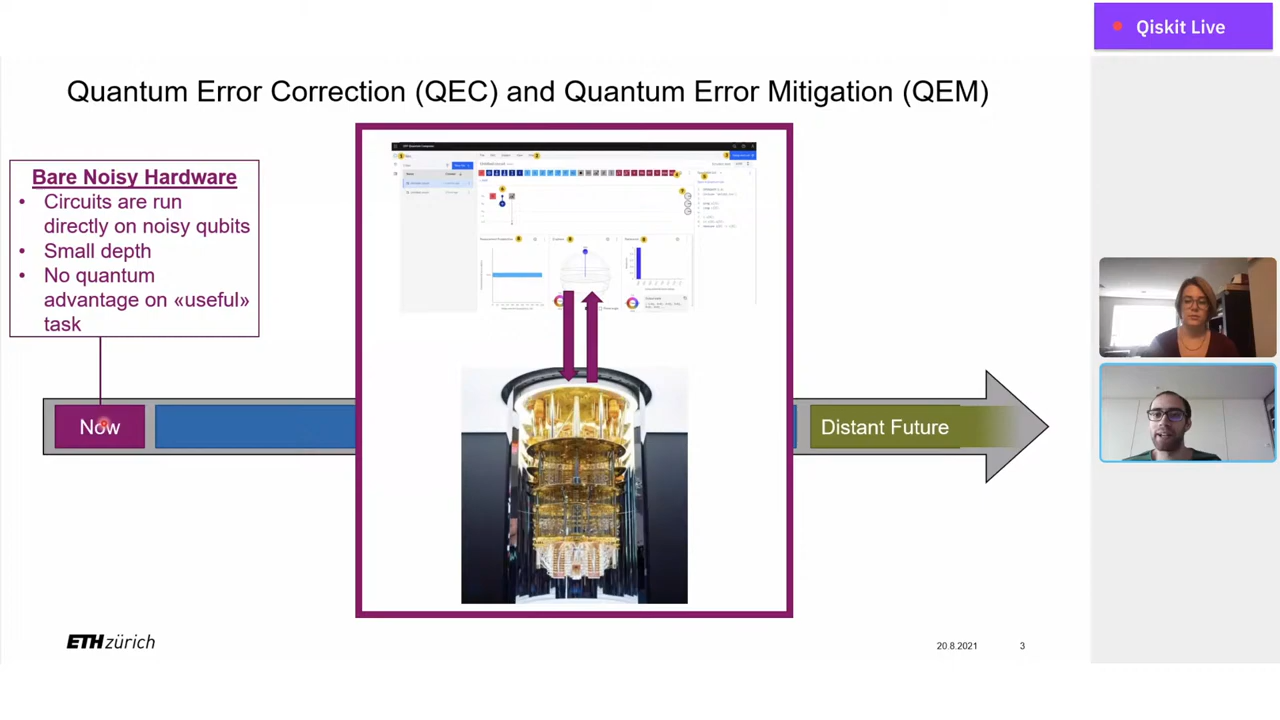 Qiskit Live
Quantum Error Correction (QEC) and Quantum Error Mitigation (QEM)
Bare Noisy Hardware
• Circuits are run
directly on noisy qubits
• Small depth
• No quantum
advantage on «useful»
task
Now
Distant Future
ETH zürich
20.8.2021
3